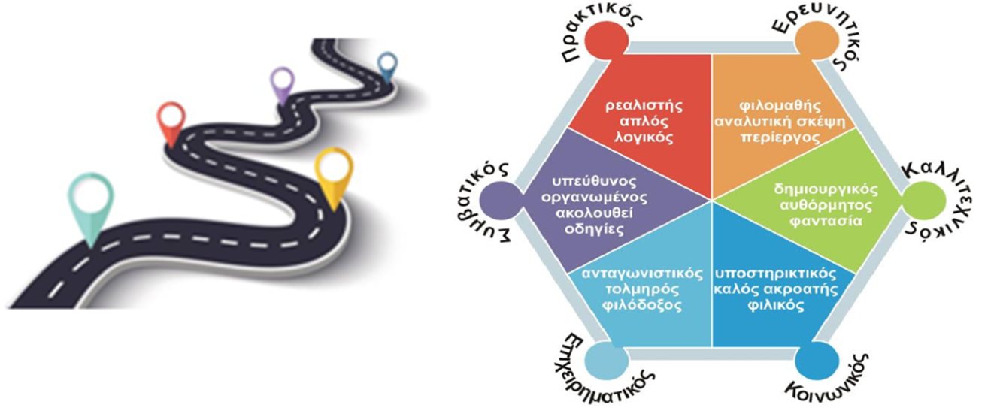 Πρακτικός
Ερευνητικός
ρεαλιστής
απλός
λογικός
φιλομαθής
αναλυτική σκέψη
περίεργος
Συμβατικός
υπεύθυνος
οργανωμένος
ακολουθεί
οδηγίες
δημιουργικός
αυθόρμητος
φαντασία
Καλλιτεχνικός
ανταγωνιστικός
τολμηρός
φιλόδοξος
υποστηρικτικός
καλός ακροατής
φιλικός
Επιχειρηματικός
Κοινωνικός